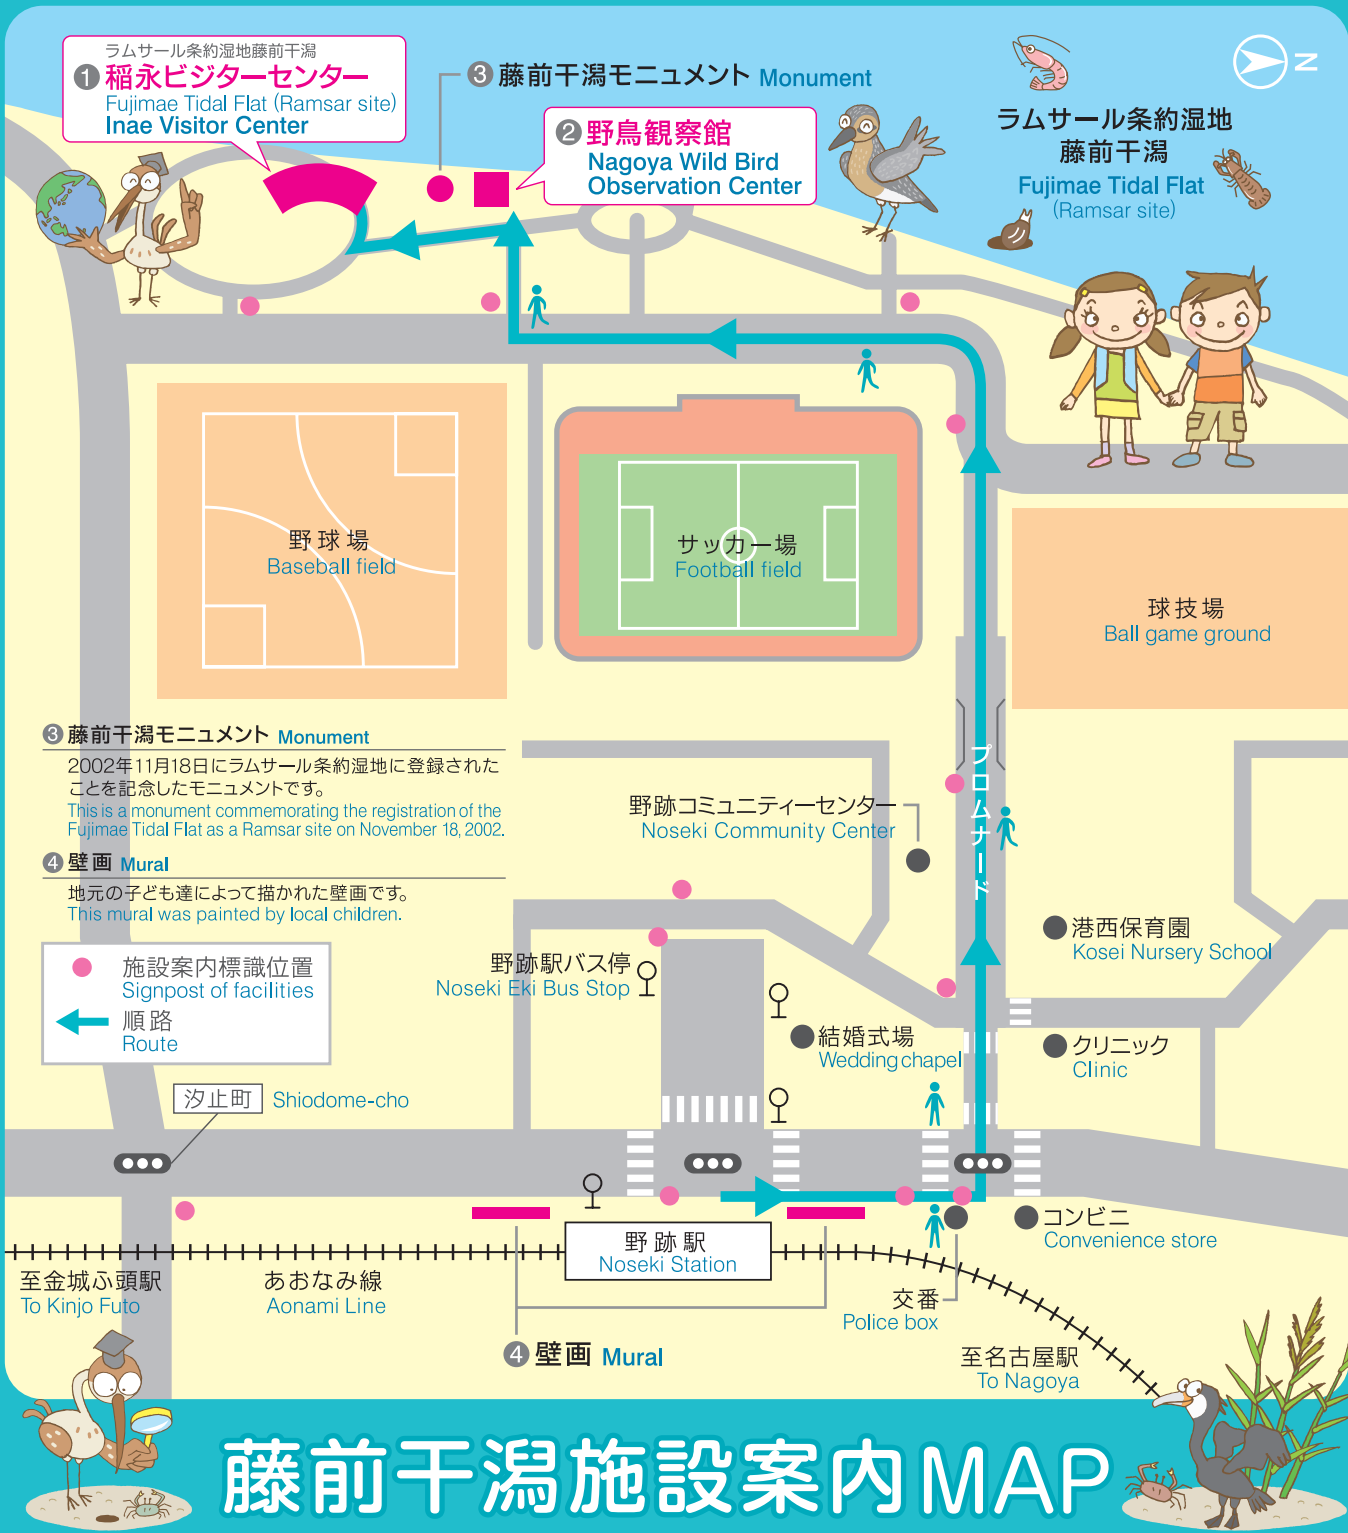 ラムサール条約湿地藤前干潟
1 稲永ビジターセンター
Fujimae Tidal Flat (Ramsar site)
Inae Visitor Center
3 藤前干潟モニュメント Monument
2 野鳥観察館
Nagoya Wild Bird
Observation Center
N
ラムサール条約湿地
藤前干潟
Fujimae Tidal Flat
(Ramsar site)
野球場
Baseball field
サッカー場
Football field
球技場
Ball game ground
3 藤前干潟モニュメント Monument
2002年11月18日にラムサール条約湿地に登録された
ことを記念したモニュメントです。
This is a monument commemorating the registration of the
Fujimae Tidal Flat as a Ramsar site on November 18, 2002.
4 壁画 Mural
地元の子ども達によって描かれた壁画です。
This mural was painted by local children.
施設案内標識位置
Signpost of facilities
順路
Route
プロムナード
野跡コミュニティーセンター
Noseki Community Center
港西保育園
Kosei Nursery School
野跡駅バス停
Noseki Eki Bus Stop
結婚式場
Wedding chapel
クリニック
Clinic
汐止町 Shiodome-cho
コンビニ
Convenience store
野跡駅
Noseki Station
至金城ふ頭駅
To Kinjo Futo
あおなみ線
Aonami Line
交番
Police box
4 壁画 Mural
至名古屋駅
To Nagoya
藤前干潟施設案内MAP